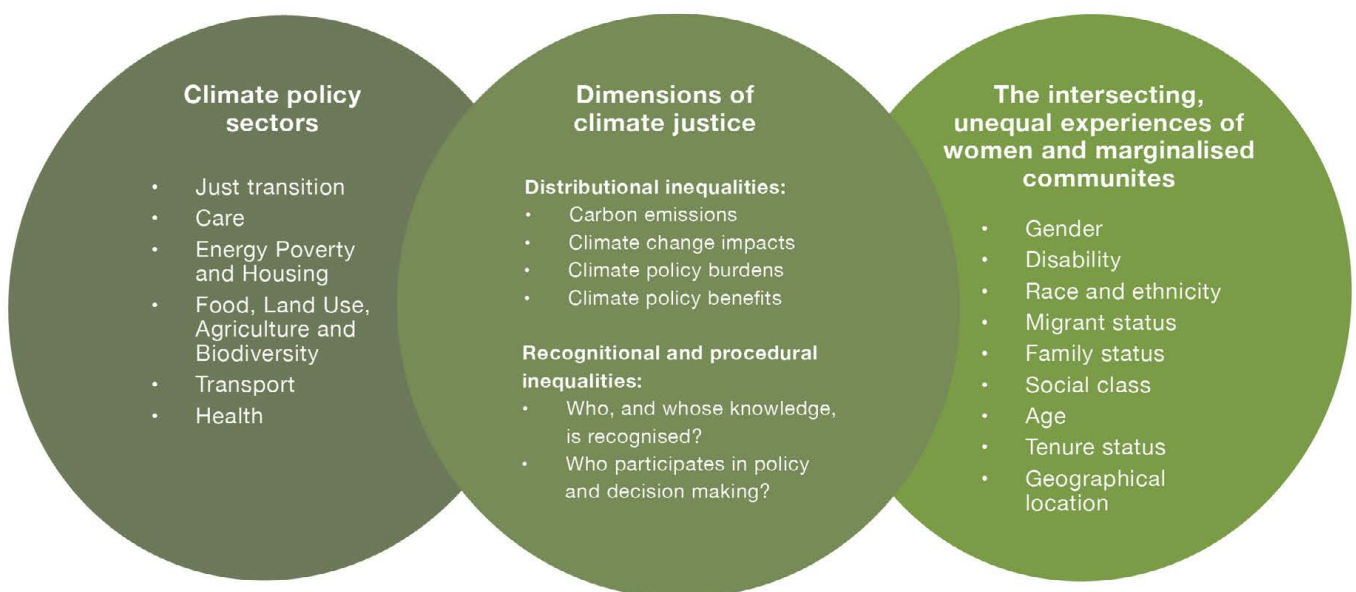 Climate policy
sectors
• Just transition
• Care
• Energy Poverty
and Housing
• Food, Land Use,
Agriculture and
Biodiversity
• Transport
• Health
Dimensions of
climate justice
Distributional inequalities:
• Carbon emissions
• Climate change impacts
• Climate policy burdens
• Climate policy benefits
Recognitional and procedural
inequalities:
• Who, and whose knowledge,
is recognised?
• Who participates in policy
and decision making?
The intersecting,
unequal experiences of
women and marginalised
communites
• Gender
• Disability
• Race and ethnicity
• Migrant status
• Family status
• Social class
• Age
• Tenure status
• Geographical
location